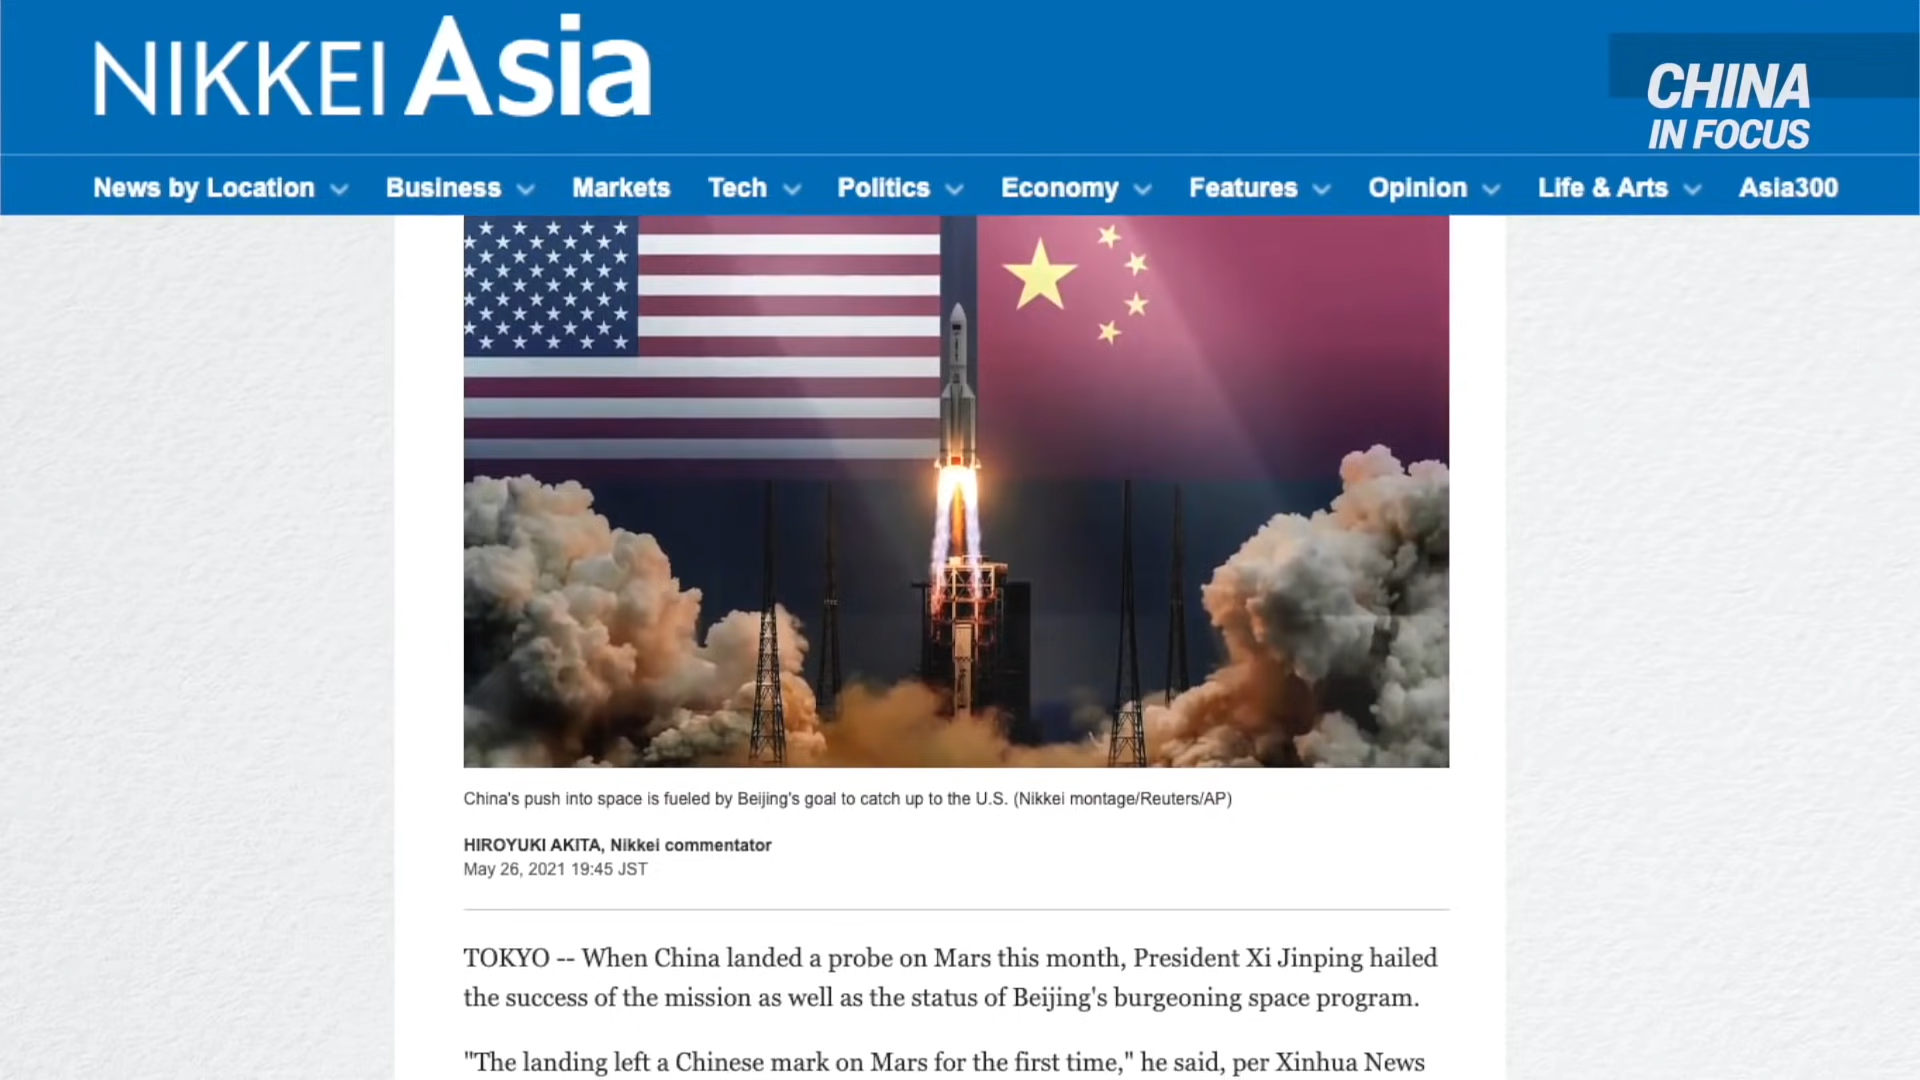 NIKKEI Asia
CHINA
IN FOCUS
News by Location Business Markets Tech Politics Economy Features Opinion Life & Arts Asia300
China's push into space is fueled by Beijing's goal to catch up to the U.S. (Nikkei montage/Reuters/AP)
HIROYUKI AKITA, Nikkei commentator
May 26, 2021 19:45 JST
TOKYO -- When China landed a probe on Mars this month, President Xi Jinping hailed
the success of the mission as well as the status of Beijing's burgeoning space program.
"The landing left a Chinese mark on Mars for the first time," he said, per Xinhua News